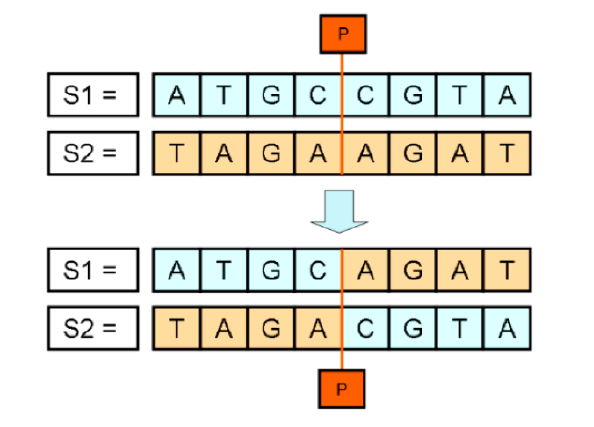 P
S1 = A T G C C G T A
S2 = T A G A A G A T
S1 = A T G C A G A T
S2 = T A G A C G T A
P